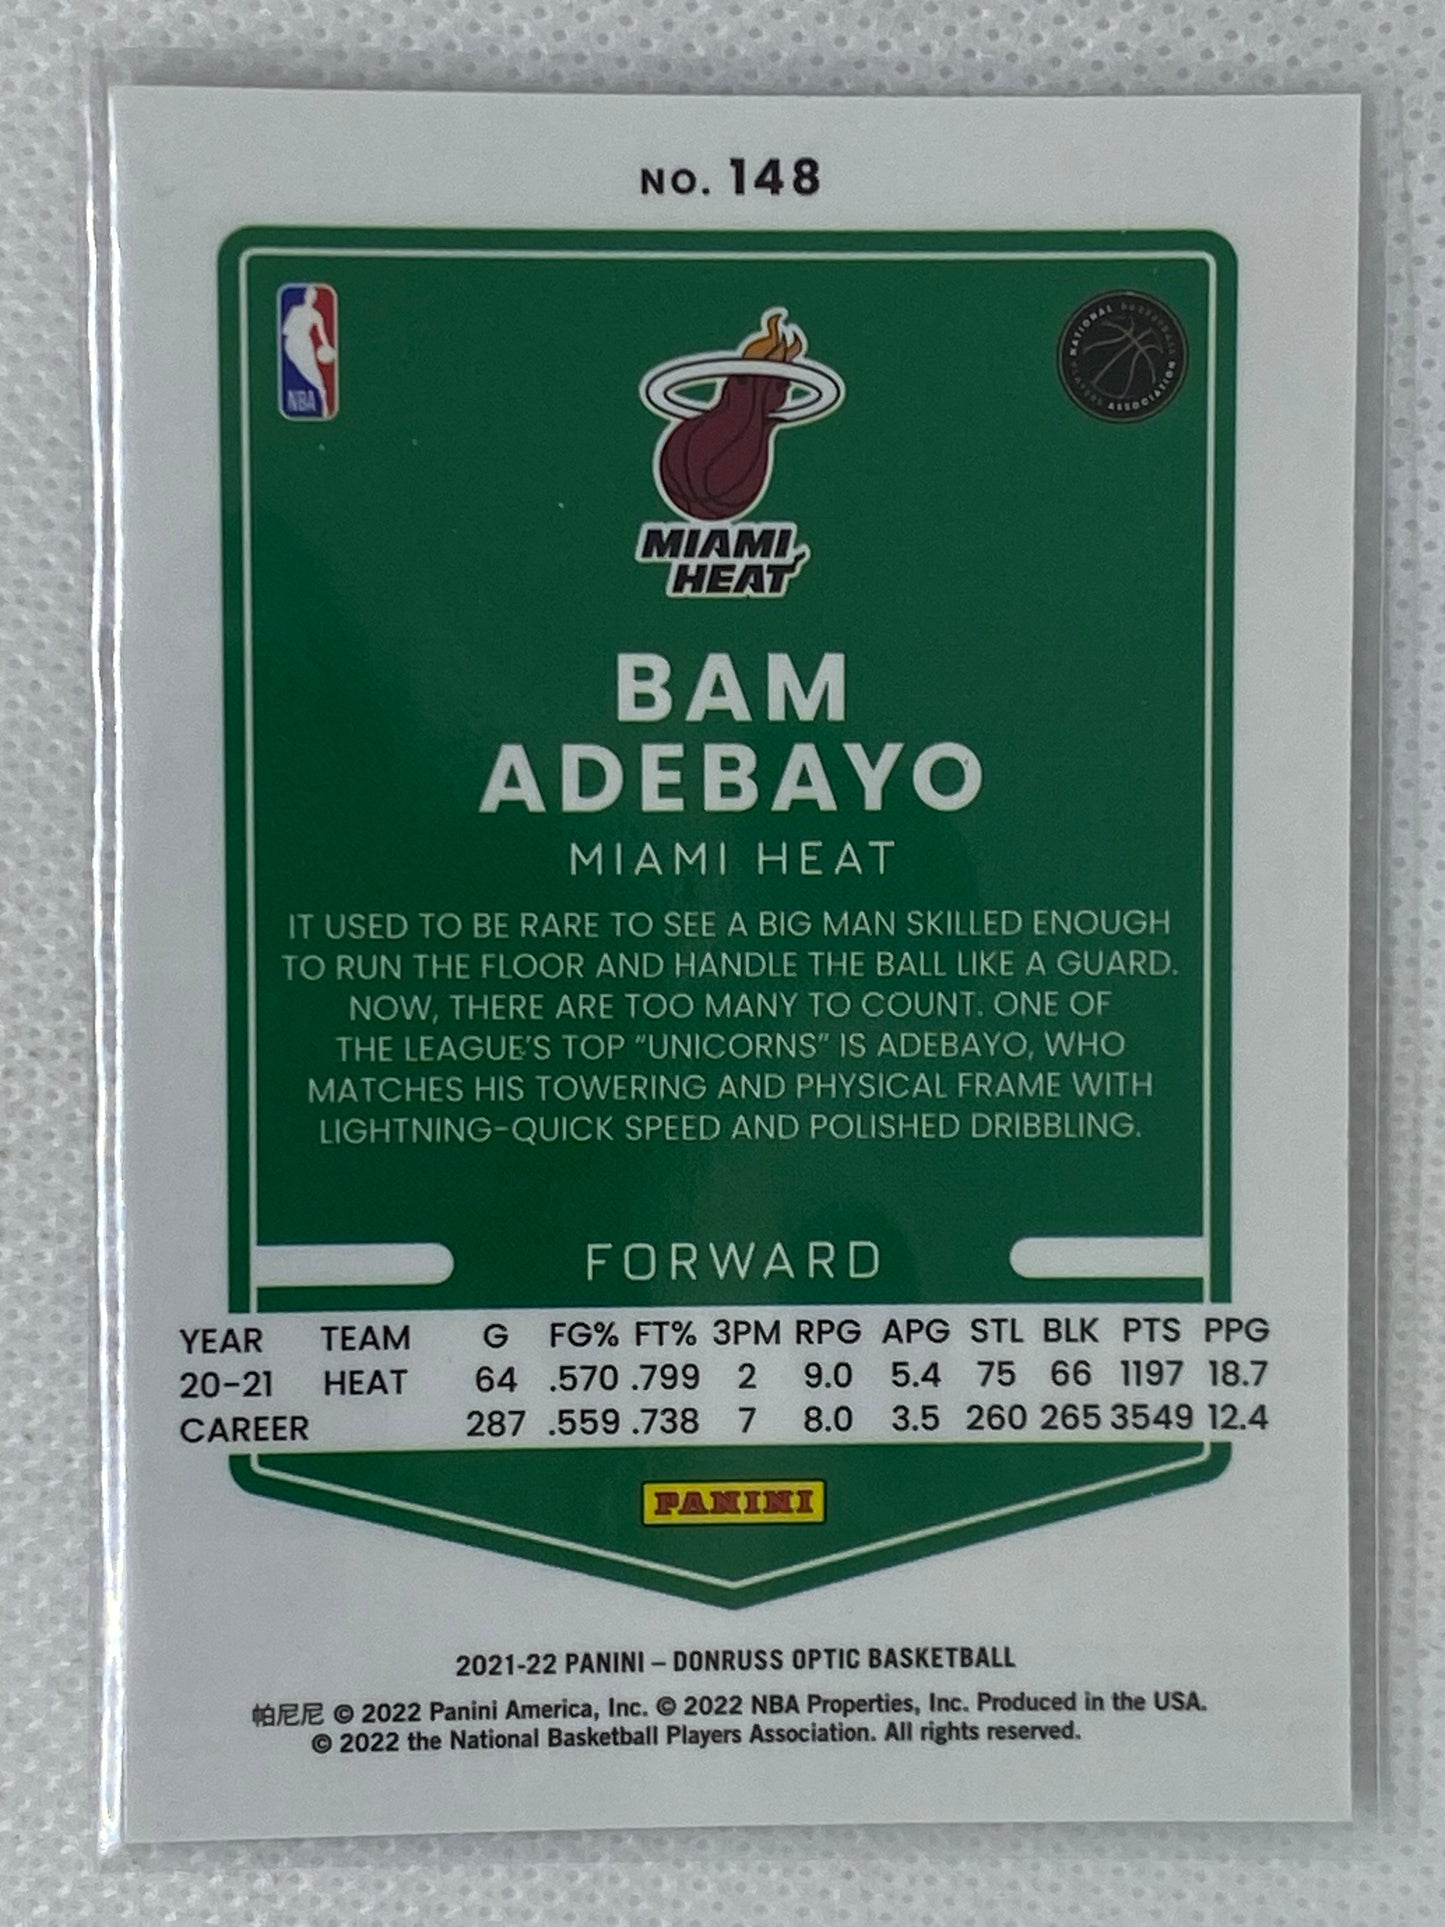 NO. 148
NBA
NATIONAL BASKETBALL
PLAYERS ASSOCIATION
MIAMI
HEAT
BAM
ADEBAYO
MIAMI HEAT
IT USED TO BE RARE TO SEE A BIG MAN SKILLED ENOUGH
TO RUN THE FLOOR AND HANDLE THE BALL LIKE A GUARD.
NOW, THERE ARE TOO MANY TO COUNT. ONE OF
THE LEAGUE'S TOP "UNICORNS" IS ADEBAYO, WHO
MATCHES HIS TOWERING AND PHYSICAL FRAME WITH
LIGHTNING-QUICK SPEED AND POLISHED DRIBBLING.
FORWARD
YEAR TEAM G FG% FT% 3PM RPG APG STL BLK PTS PPG
20-21 HEAT 64 .570 .799 2 9.0 5.4 75 66 1197 18.7
CAREER 287 .559 .738 7 8.0 3.5 260 265 3549 12.4
PANINI
2021-22 PANINI – DONRUSS OPTIC BASKETBALL
帕尼尼 © 2022 Panini America, Inc. © 2022 NBA Properties, Inc. Produced in the USA.
© 2022 the National Basketball Players Association. All rights reserved.